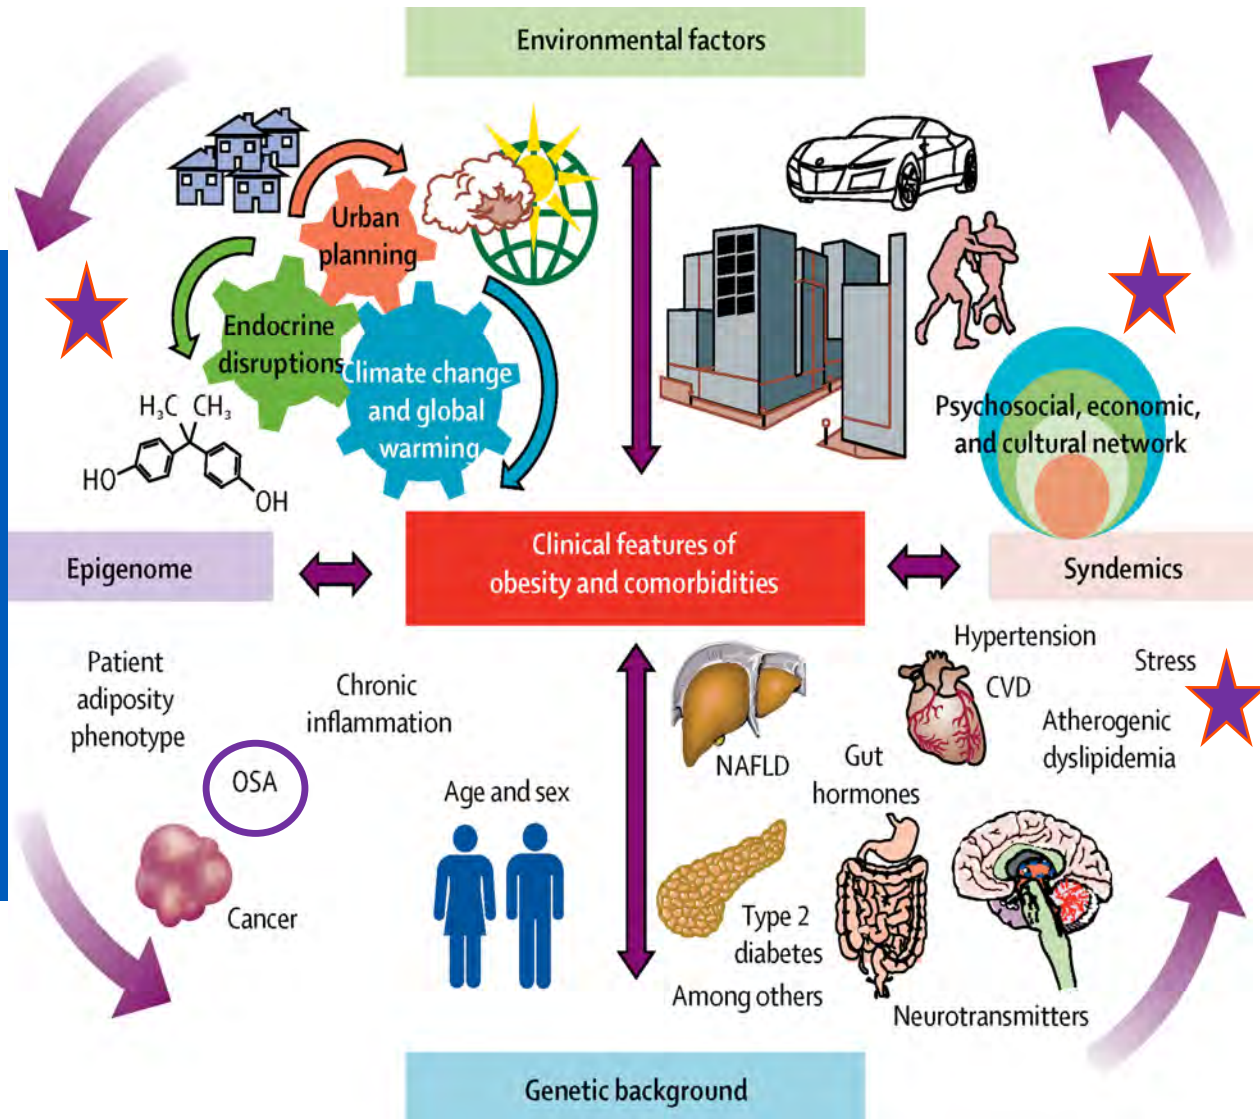 Environmental factors
Urban
planning
Endocrine
disruptions
Climate change
and global
warming
H₃C CH₃
HO
OH
Psychosocial, economic,
and cultural network
Epigenome
Clinical features of
obesity and comorbidities
Syndemics
Patient
adiposity
phenotype
Chronic
inflammation
OSA
Cancer
Age and sex
NAFLD
Hypertension
CVD
Stress
Atherogenic
dyslipidemia
Gut
hormones
Type 2
diabetes
Among others
Neurotransmitters
Genetic background